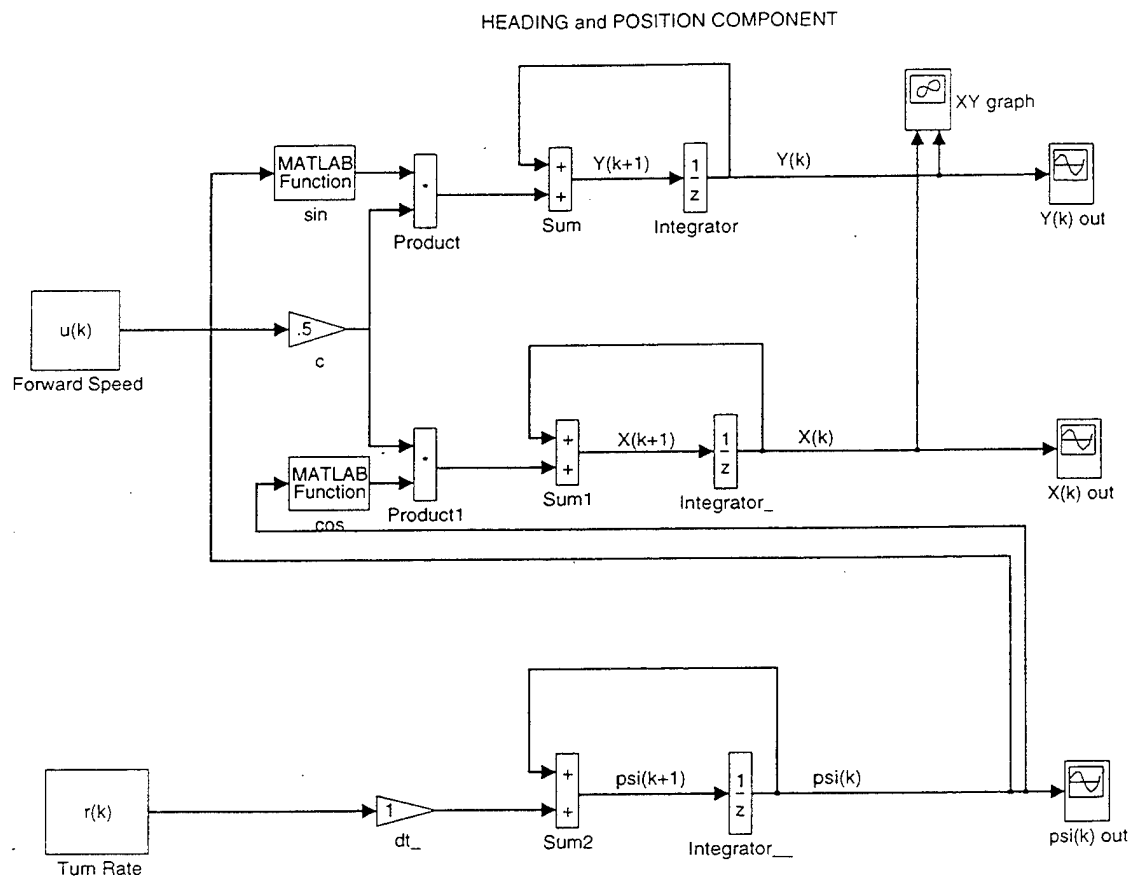 HEADING and POSITION COMPONENT
XY graph
MATLAB
Function
sin
.
Product
+
+
Sum
Y(k+1)
1
z
Integrator
Y(k)
Y(k) out
u(k)
Forward Speed
.5
c
MATLAB
Function
cos
.
Product1
+
+
Sum1
X(k+1)
1
z
Integrator_
X(k)
X(k) out
r(k)
Turn Rate
1
dt_
+
+
Sum2
psi(k+1)
1
z
Integrator__
psi(k)
psi(k) out